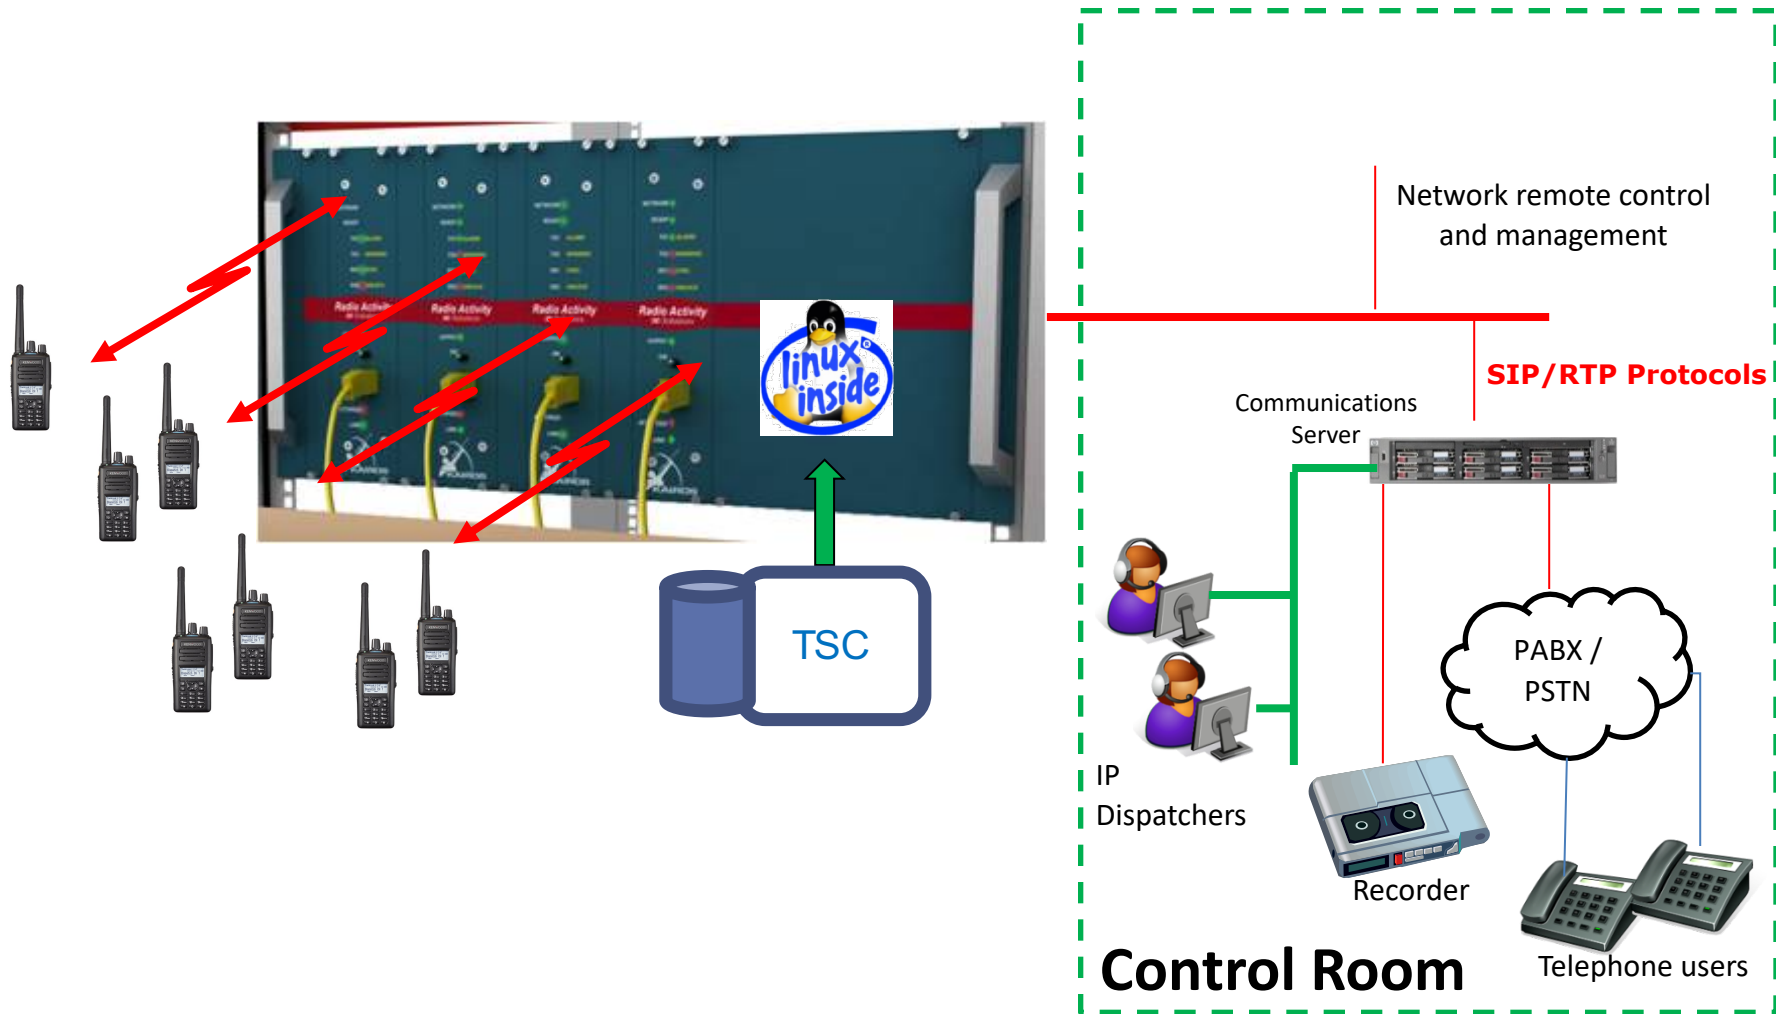 Network remote control
and management
SIP/RTP Protocols
Communications
Server
Radio Activity
Radio Activity
Radio Activity
Radio Activity
linux
inside
TSC
PABX /
PSTN
IP
Dispatchers
Recorder
Telephone users
Control Room